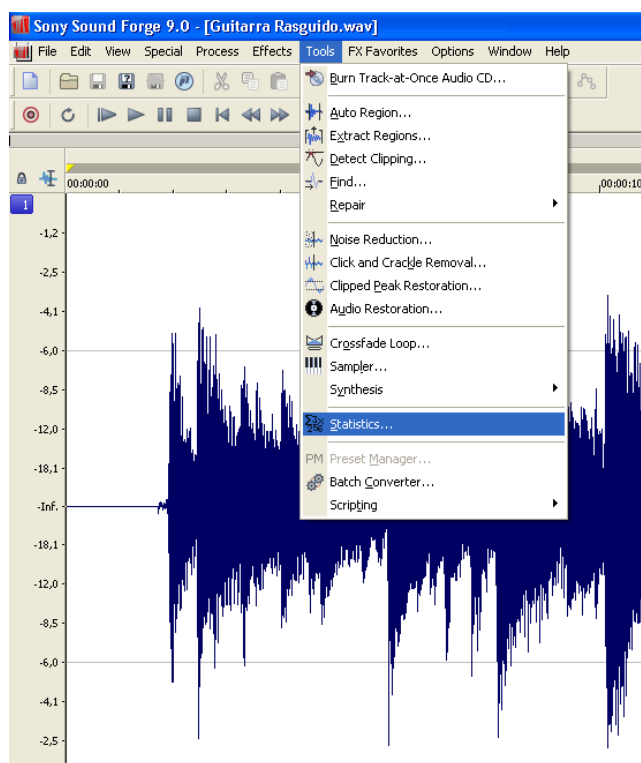 Sony Sound Forge 9.0 - [Guitarra Rasguido.wav]
File Edit View Special Process Effects Tools FX Favorites Options Window Help
Burn Track-at-Once Audio CD...
Auto Region...
Extract Regions...
Detect Clipping...
Find...
Repair
Noise Reduction...
Click and Crackle Removal...
Clipped Peak Restoration...
Audio Restoration...
Crossfade Loop...
Sampler...
Synthesis
Statistics...
PM Preset Manager...
Batch Converter...
Scripting
00:00:00
00:00:10
1
-1,2
-2,5
-4,1
-6,0
-8,5
-12,0
-18,1
-Inf.
-18,1
-12,0
-8,5
-6,0
-4,1
-2,5